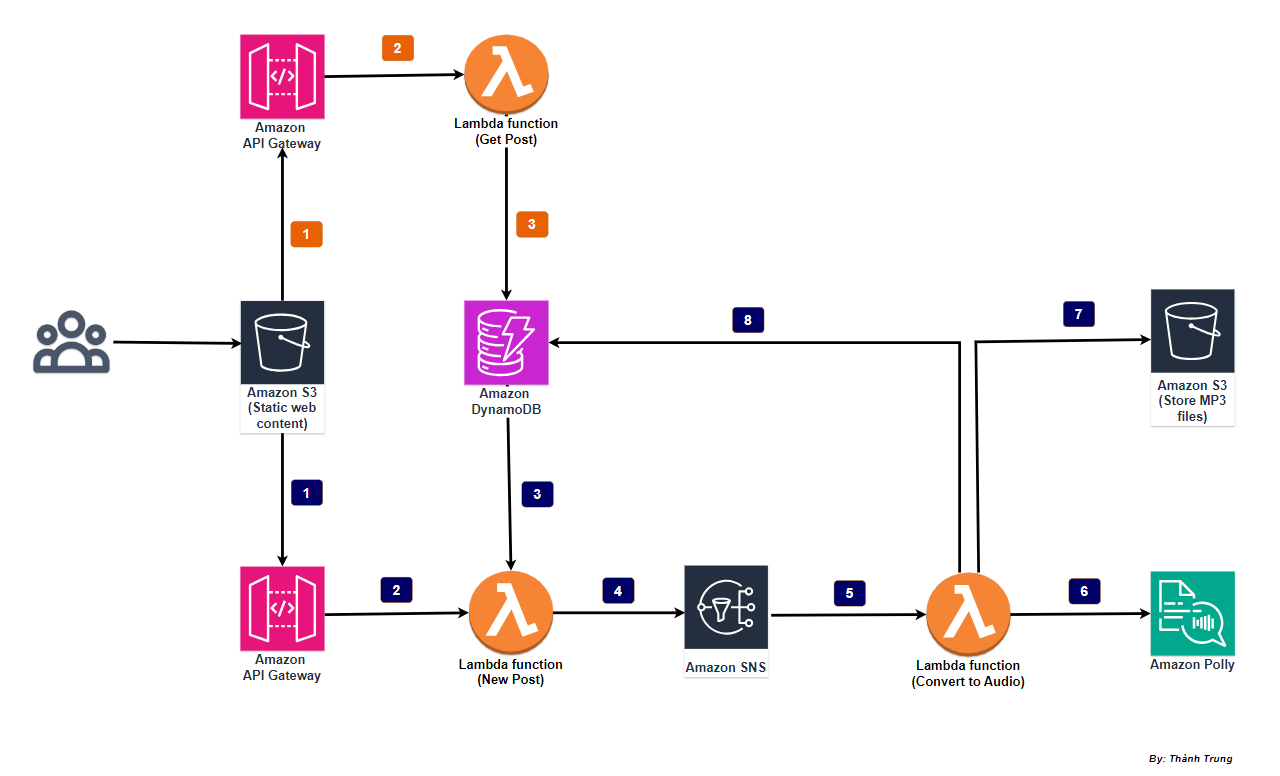 2
Amazon
API Gateway
Lambda function
(Get Post)
1
3
8
7
Amazon S3
(Static web
content)
Amazon
DynamoDB
Amazon S3
(Store MP3
files)
1
3
2
4
5
6
</>
</>
Amazon
API Gateway
Lambda function
(New Post)
Amazon SNS
Lambda function
(Convert to Audio)
Amazon Polly
By: Thành Trung